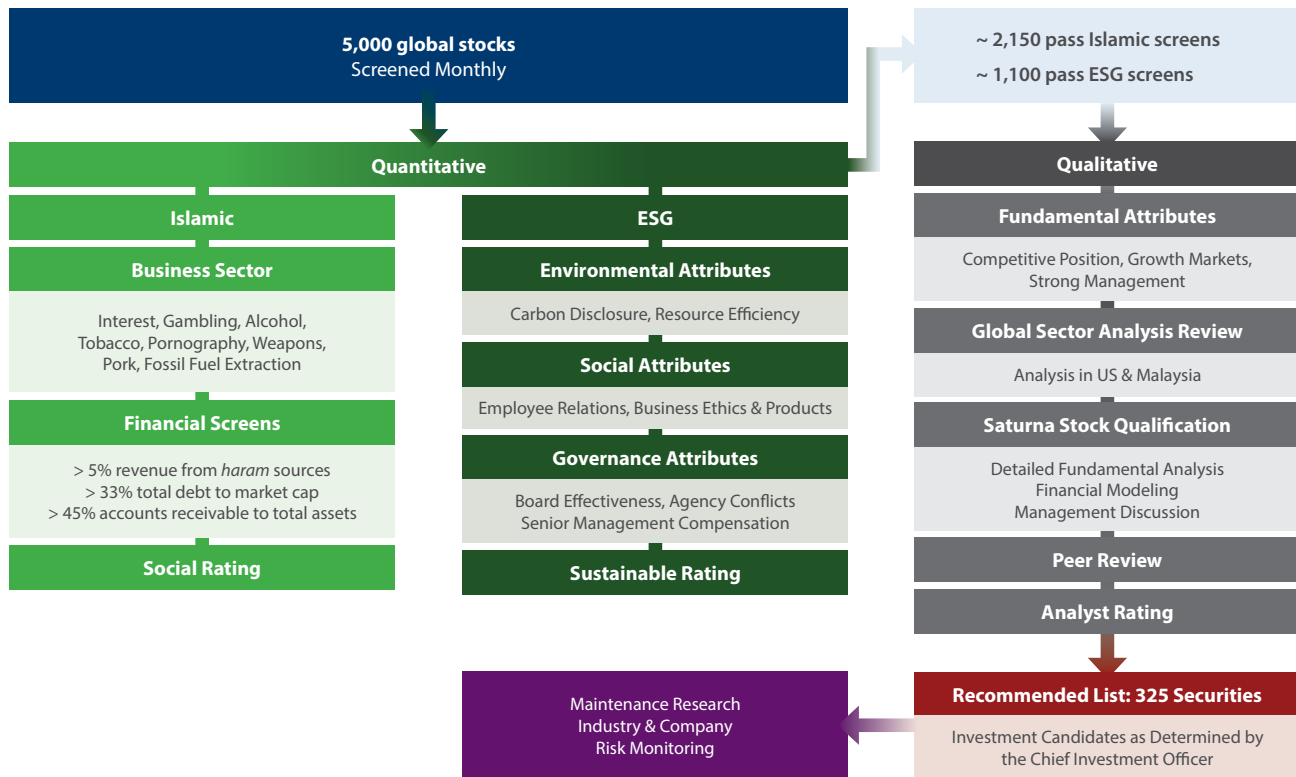 5,000 global stocks
Screened Monthly
Quantitative
Islamic
Business Sector
Interest, Gambling, Alcohol,
Tobacco, Pornography, Weapons,
Pork, Fossil Fuel Extraction
Financial Screens
> 5% revenue from haram sources
> 33% total debt to market cap
> 45% accounts receivable to total assets
Social Rating
ESG
Environmental Attributes
Carbon Disclosure, Resource Efficiency
Social Attributes
Employee Relations, Business Ethics & Products
Governance Attributes
Board Effectiveness, Agency Conflicts
Senior Management Compensation
Sustainable Rating
~ 2,150 pass Islamic screens
~ 1,100 pass ESG screens
Qualitative
Fundamental Attributes
Competitive Position, Growth Markets,
Strong Management
Global Sector Analysis Review
Analysis in US & Malaysia
Saturna Stock Qualification
Detailed Fundamental Analysis
Financial Modeling
Management Discussion
Peer Review
Analyst Rating
Recommended List: 325 Securities
Investment Candidates as Determined by
the Chief Investment Officer
Maintenance Research
Industry & Company
Risk Monitoring